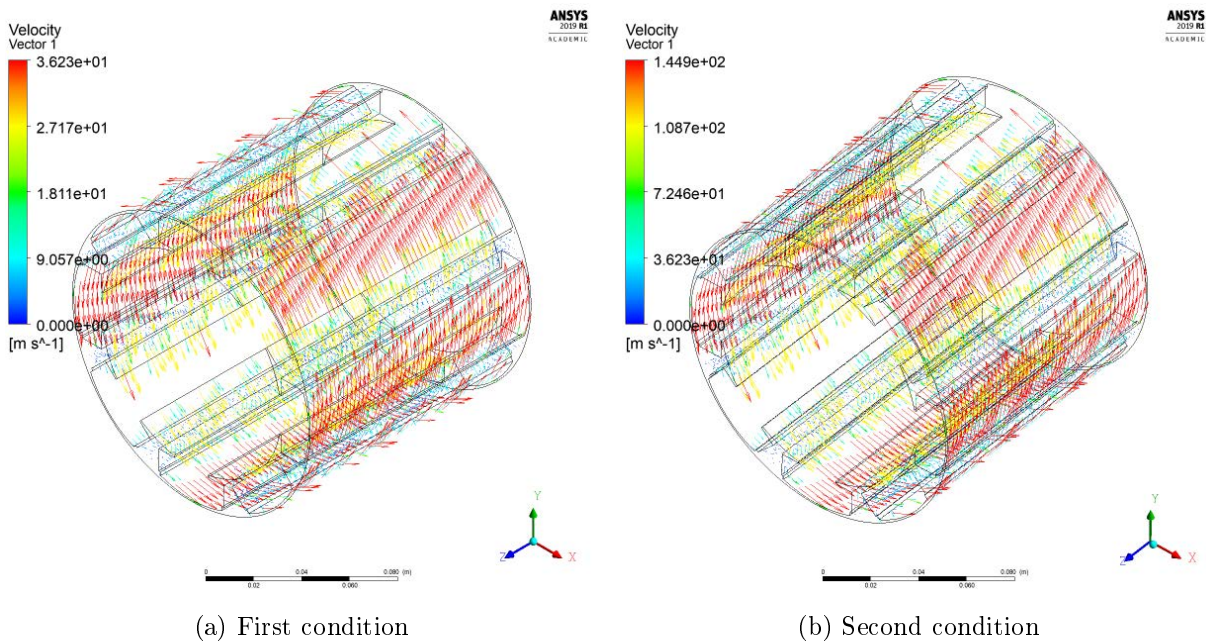 ANSYS
2019 R1
ACADEMIC
Velocity
Vector 1
3.623e+01
2.717e+01
1.811e+01
9.057e+00
0.000e+00
[m s^-1]
Y
Z
X
0
0.04
0.080
(m)
0.02
0.060
(a) First condition
ANSYS
2019 R1
ACADEMIC
Velocity
Vector 1
1.449e+02
1.087e+02
7.246e+01
3.623e+01
0.000e+00
[m s^-1]
Y
Z
X
0
0.04
0.080
(m)
0.02
0.060
(b) Second condition